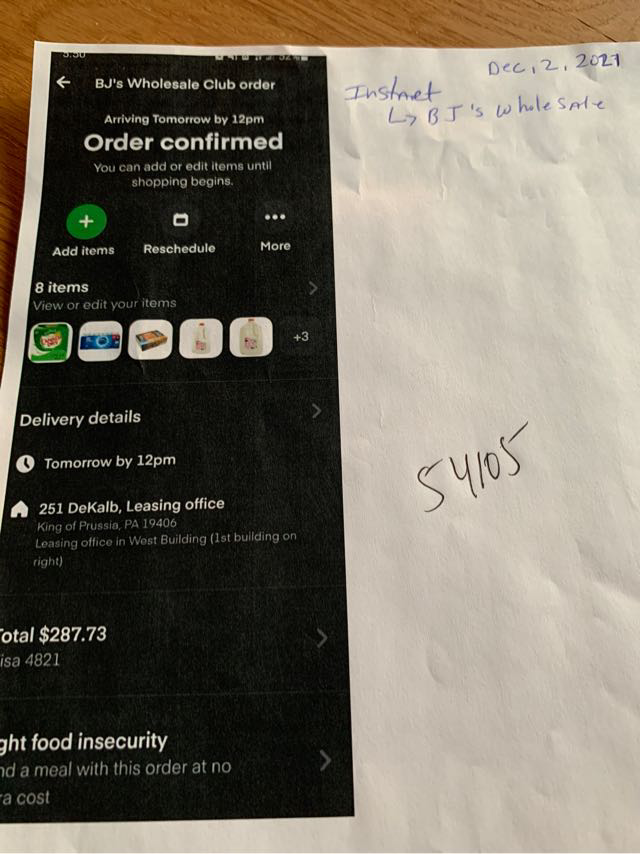 Dec, 2, 2021
BJ's Wholesale Club order
BJ's wholesale
Arriving Tomorrow by 12pm
Order confirmed
You can add or edit items until
shopping begins.
Add items
Reschedule
More
8 items
View or edit your items
+3
Delivery details
Tomorrow by 12pm
54105
251 DeKalb, Leasing office
King of Prussia, PA 19406
Leasing office in West Building (1st building on
right)
otal $287.73
isa 4821
ght food insecurity
nd a meal with this order at no
a cost